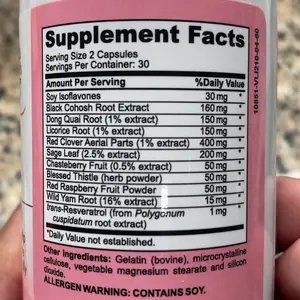 Supplement Facts
Serving Size 2 Capsules
Servings Per Container: 30
Amount Per Serving %Daily Value
Soy Isoflavones 30 mg *
Black Cohosh Root Extract 160 mg *
Dong Quai Root (1% extract) 150 mg *
Licorice Root (1% extract) 150 mg *
Red Clover Aerial Parts (1% extract) 400 mg *
Sage Leaf (2.5% extract) 200 mg *
Chasteberry Fruit (0.5% extract) 50 mg *
Blessed Thistle (herb powder) 50 mg *
Red Raspberry Fruit Powder 50 mg *
Wild Yam Root (16% extract) 15 mg *
trans-Resveratrol (from Polygonum 1 mg *
cuspidatum root extract)
*Daily Value not established.
Other ingredients: Gelatin (bovine), microcrystalline
cellulose, vegetable magnesium stearate and silicon
dioxide.
ALLERGEN WARNING: CONTAINS SOY.